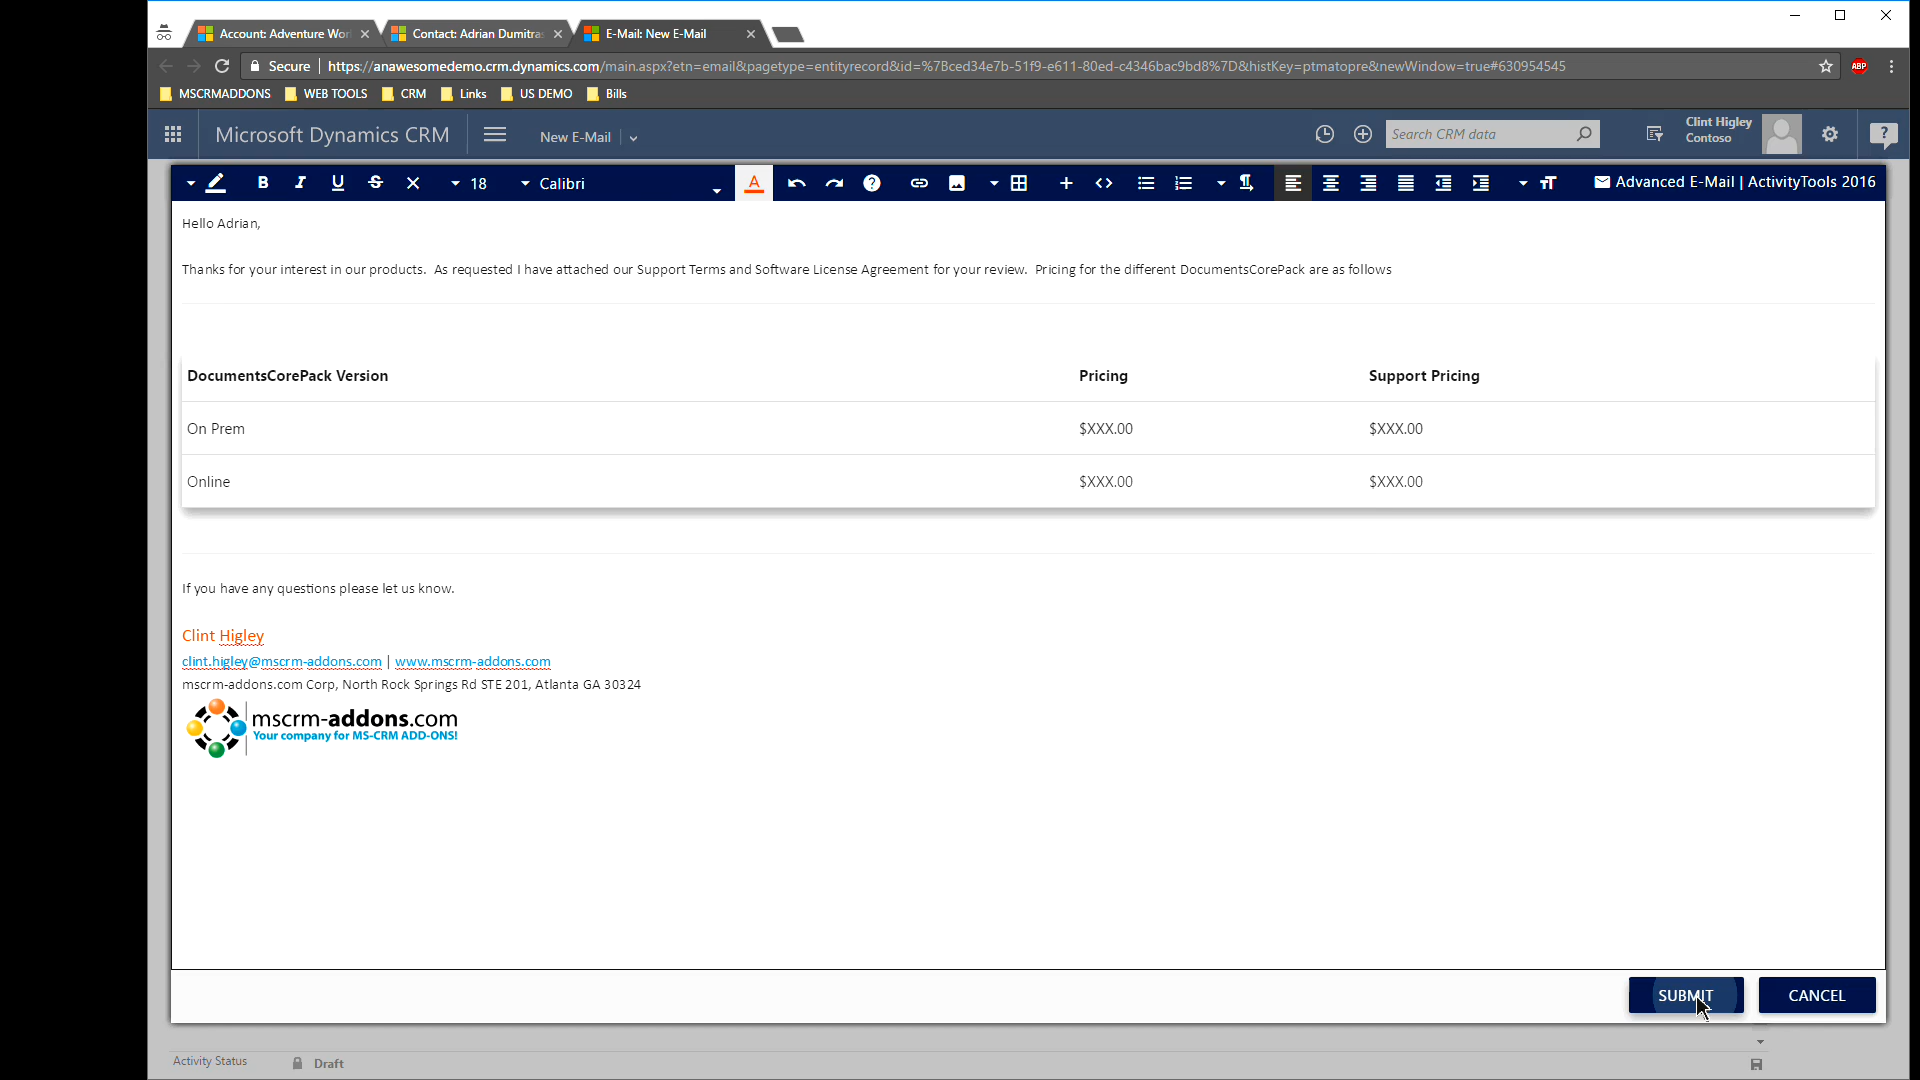 Account: Adventure Wor
Contact: Adrian Dumitra
E-Mail: New E-Mail
Secure
https://anawesomedemo.crm.dynamics.com/main.aspx?etn=email&pagetype=entityrecord&id=%7Bced34e7b-51f9-e611-80ed-c4346bac9bd8%7D&histKey=ptmatopre&newWindow=true#630954545
ABP
MSCRMADDONS WEB TOOLS CRM Links US DEMO Bills
Microsoft Dynamics CRM
New E-Mail
Search CRM data
Clint Higley
Contoso
B I U S 18 Calibri A
Advanced E-Mail | ActivityTools 2016
Hello Adrian,
Thanks for your interest in our products.  As requested I have attached our Support Terms and Software License Agreement for your review.  Pricing for the different DocumentsCorePack are as follows
DocumentsCorePack Version Pricing Support Pricing
On Prem $XXX.00 $XXX.00
Online $XXX.00 $XXX.00
If you have any questions please let us know.
Clint Higley
clint.higley@mscrm-addons.com | www.mscrm-addons.com
mscrm-addons.com Corp, North Rock Springs Rd STE 201, Atlanta GA 30324
mscrm-addons.com
Your company for MS-CRM ADD-ONS!
SUBMIT CANCEL
Activity Status Draft